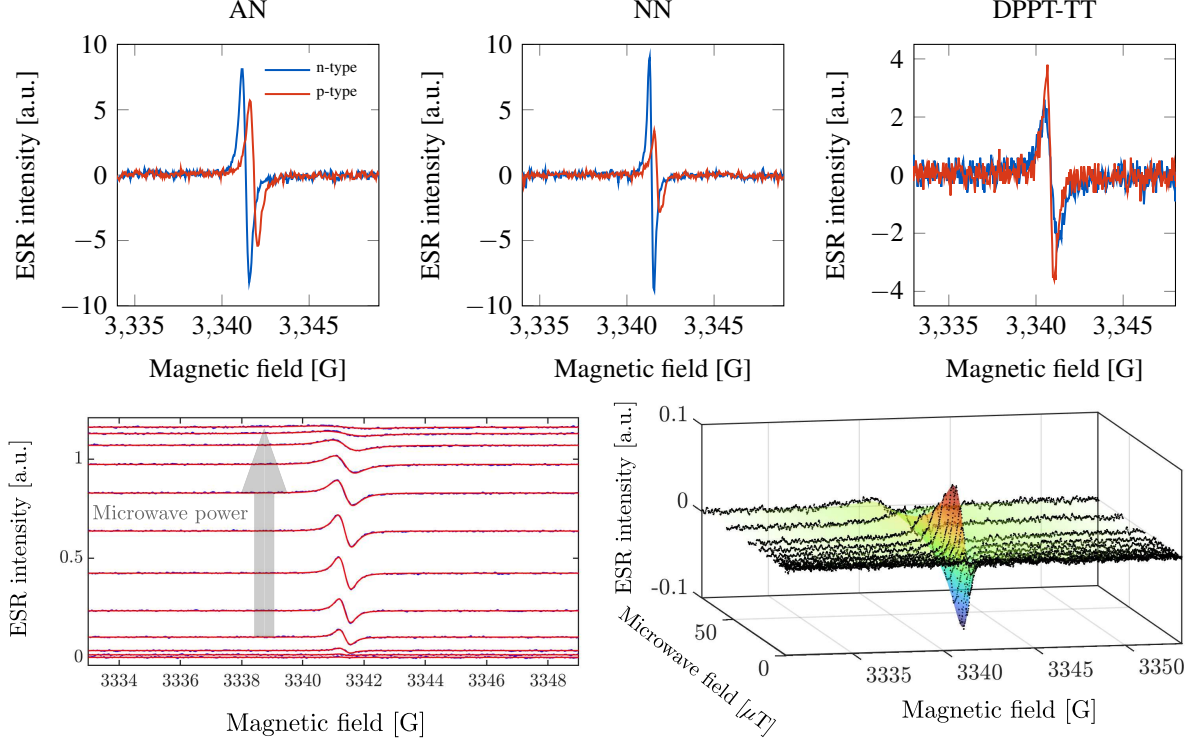 AN
NN
DPPT-TT
10
5
0
−5
−10
3,335
3,340
3,345
ESR intensity [a.u.]
Magnetic field [G]
n-type
p-type
10
5
0
−5
−10
3,335
3,340
3,345
ESR intensity [a.u.]
Magnetic field [G]
4
2
0
−2
−4
3,335
3,340
3,345
ESR intensity [a.u.]
Magnetic field [G]
1
0.5
0
3334
3336
3338
3340
3342
3344
3346
3348
ESR intensity [a.u.]
Microwave power
Magnetic field [G]
0.1
0
-0.1
50
0
3335
3340
3345
3350
ESR intensity [a.u.]
Microwave field [μT]
Magnetic field [G]